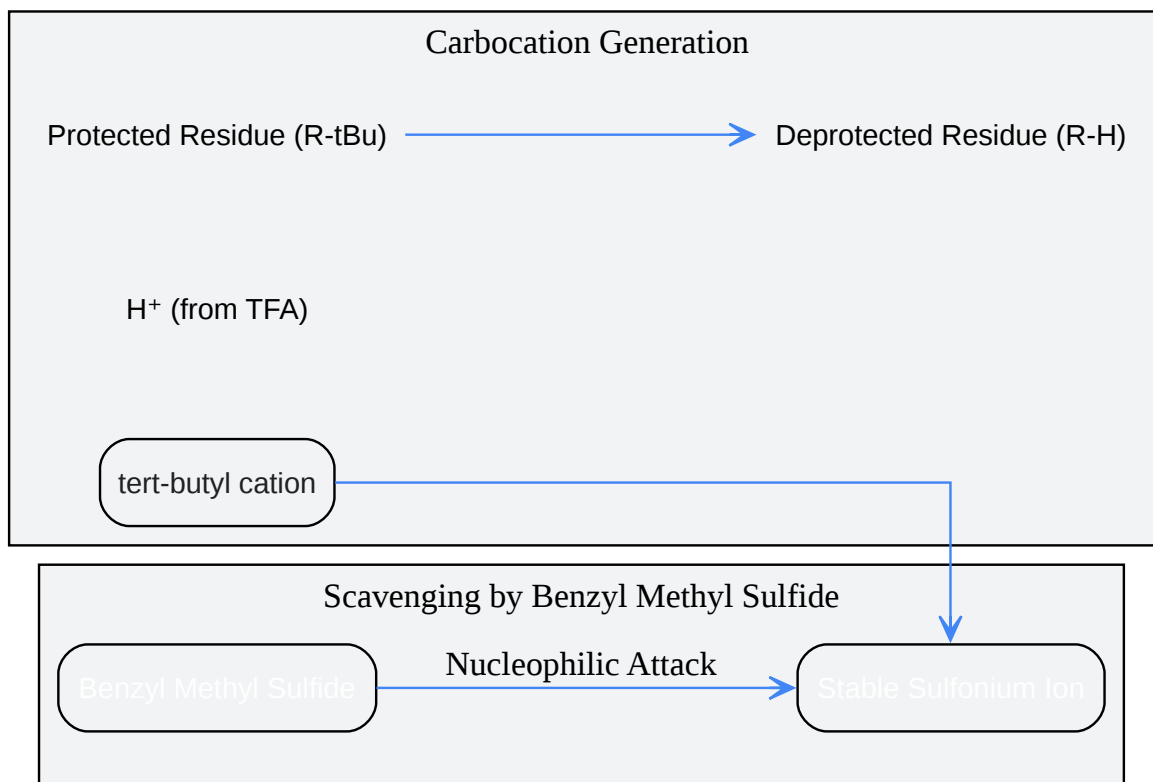 Carbocation Generation
Protected Residue (R-tBu)
Deprotected Residue (R-H)
H⁺ (from TFA)
tert-butyl cation
Scavenging by Benzyl Methyl Sulfide
Nucleophilic Attack
Benzyl Methyl Sulfide
Stable Sulfonium Ion